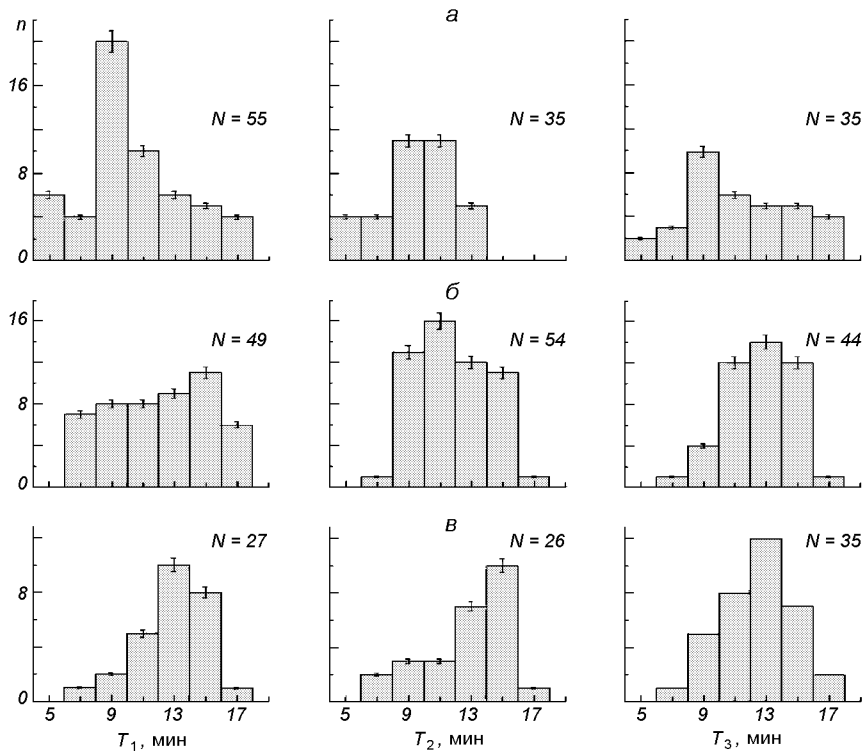 n
а
16
8
0
N = 55
N = 35
N = 35
б
16
8
0
N = 49
N = 54
N = 44
в
8
0
N = 27
N = 26
N = 35
5 9 13 17
5 9 13 17
5 9 13 17
T1, мин
T2, мин
T3, мин